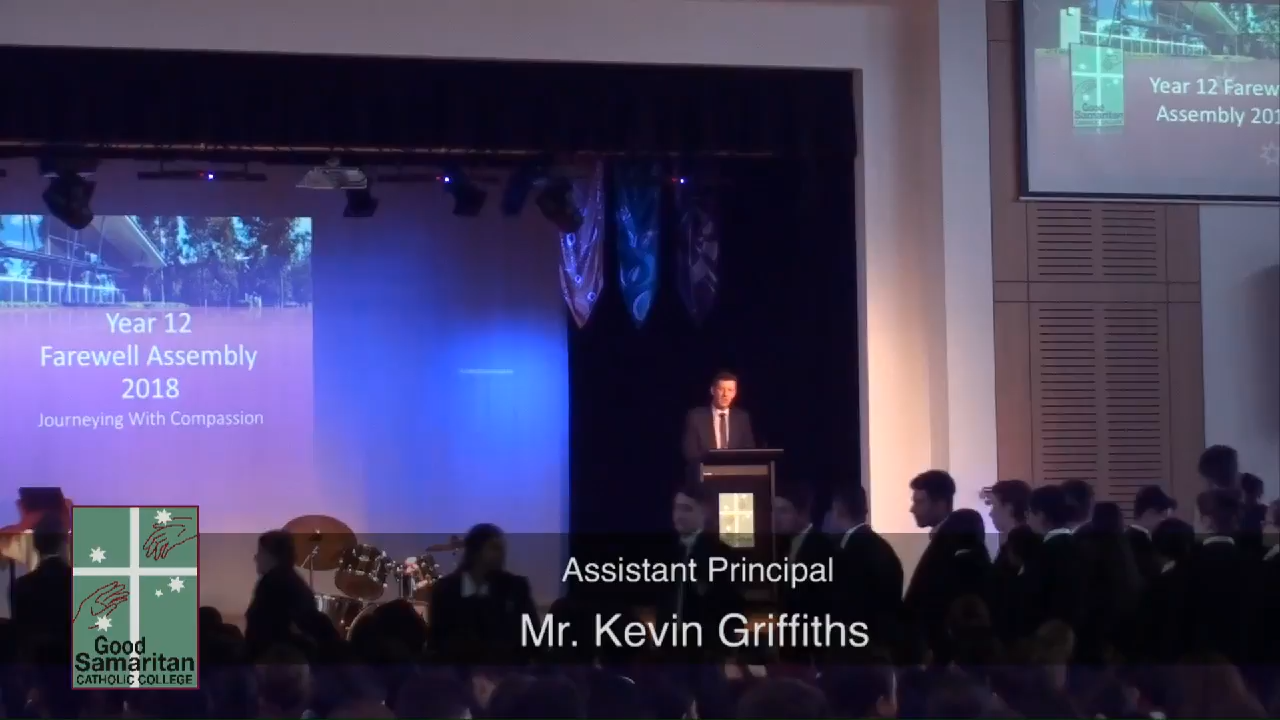 Year 12
Farewell Assembly
2018
Journeying With Compassion
Year 12 Farew
Assembly 201
Good
Samaritan
Assistant Principal
Mr. Kevin Griffiths
Good
Samaritan
CATHOLIC COLLEGE